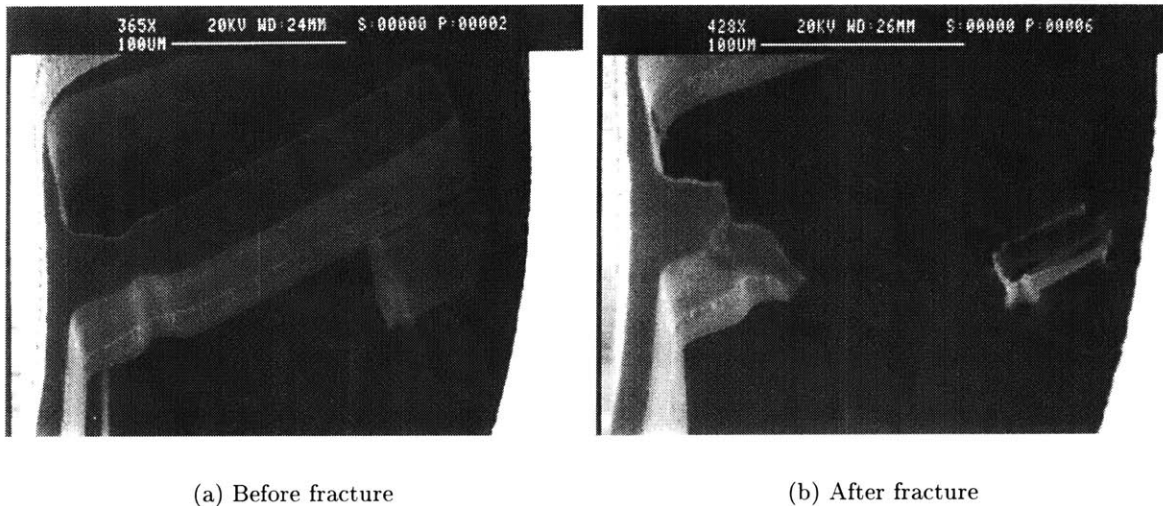 365X 20KV WD:24MM S:00000 P:00002
100UM
428X 20KV WD:26MM S:00000 P:00006
100UM
(a) Before fracture
(b) After fracture